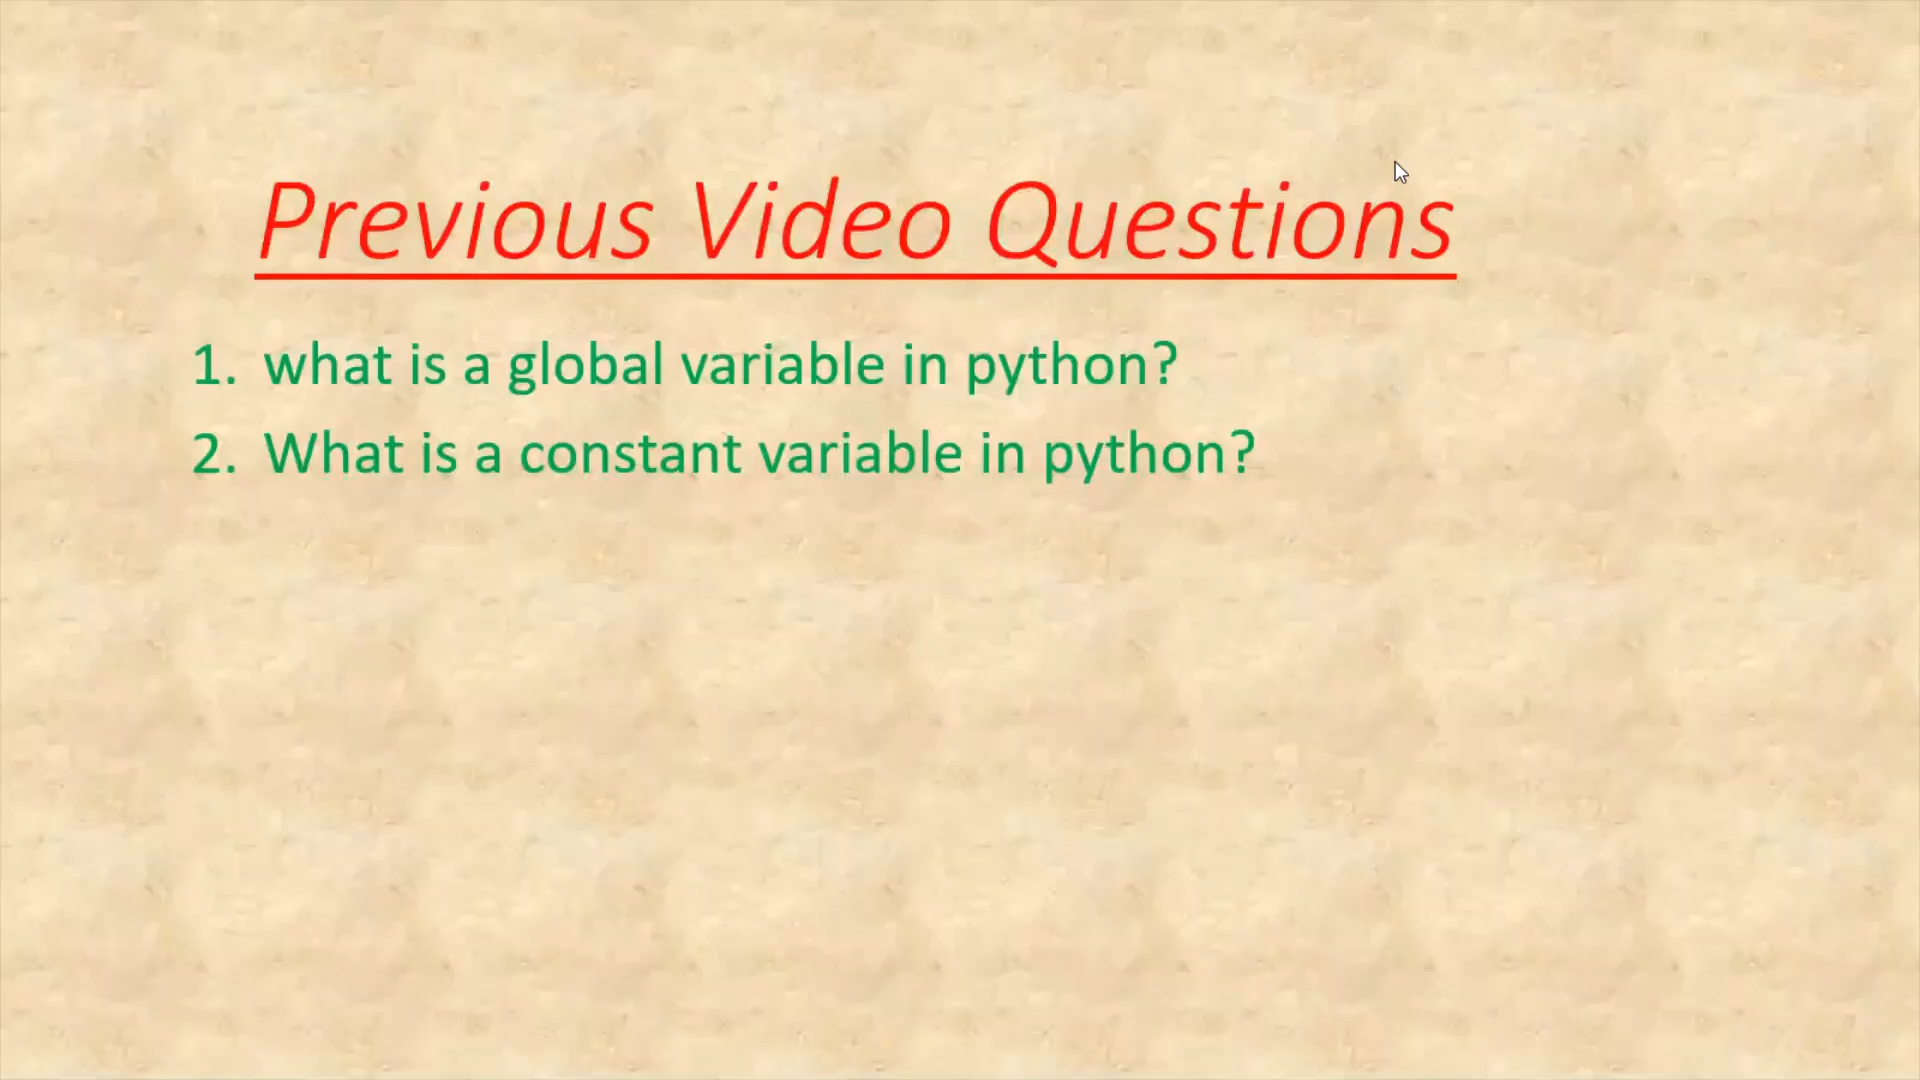 Previous Video Questions
1. what is a global variable in python?
2. What is a constant variable in python?